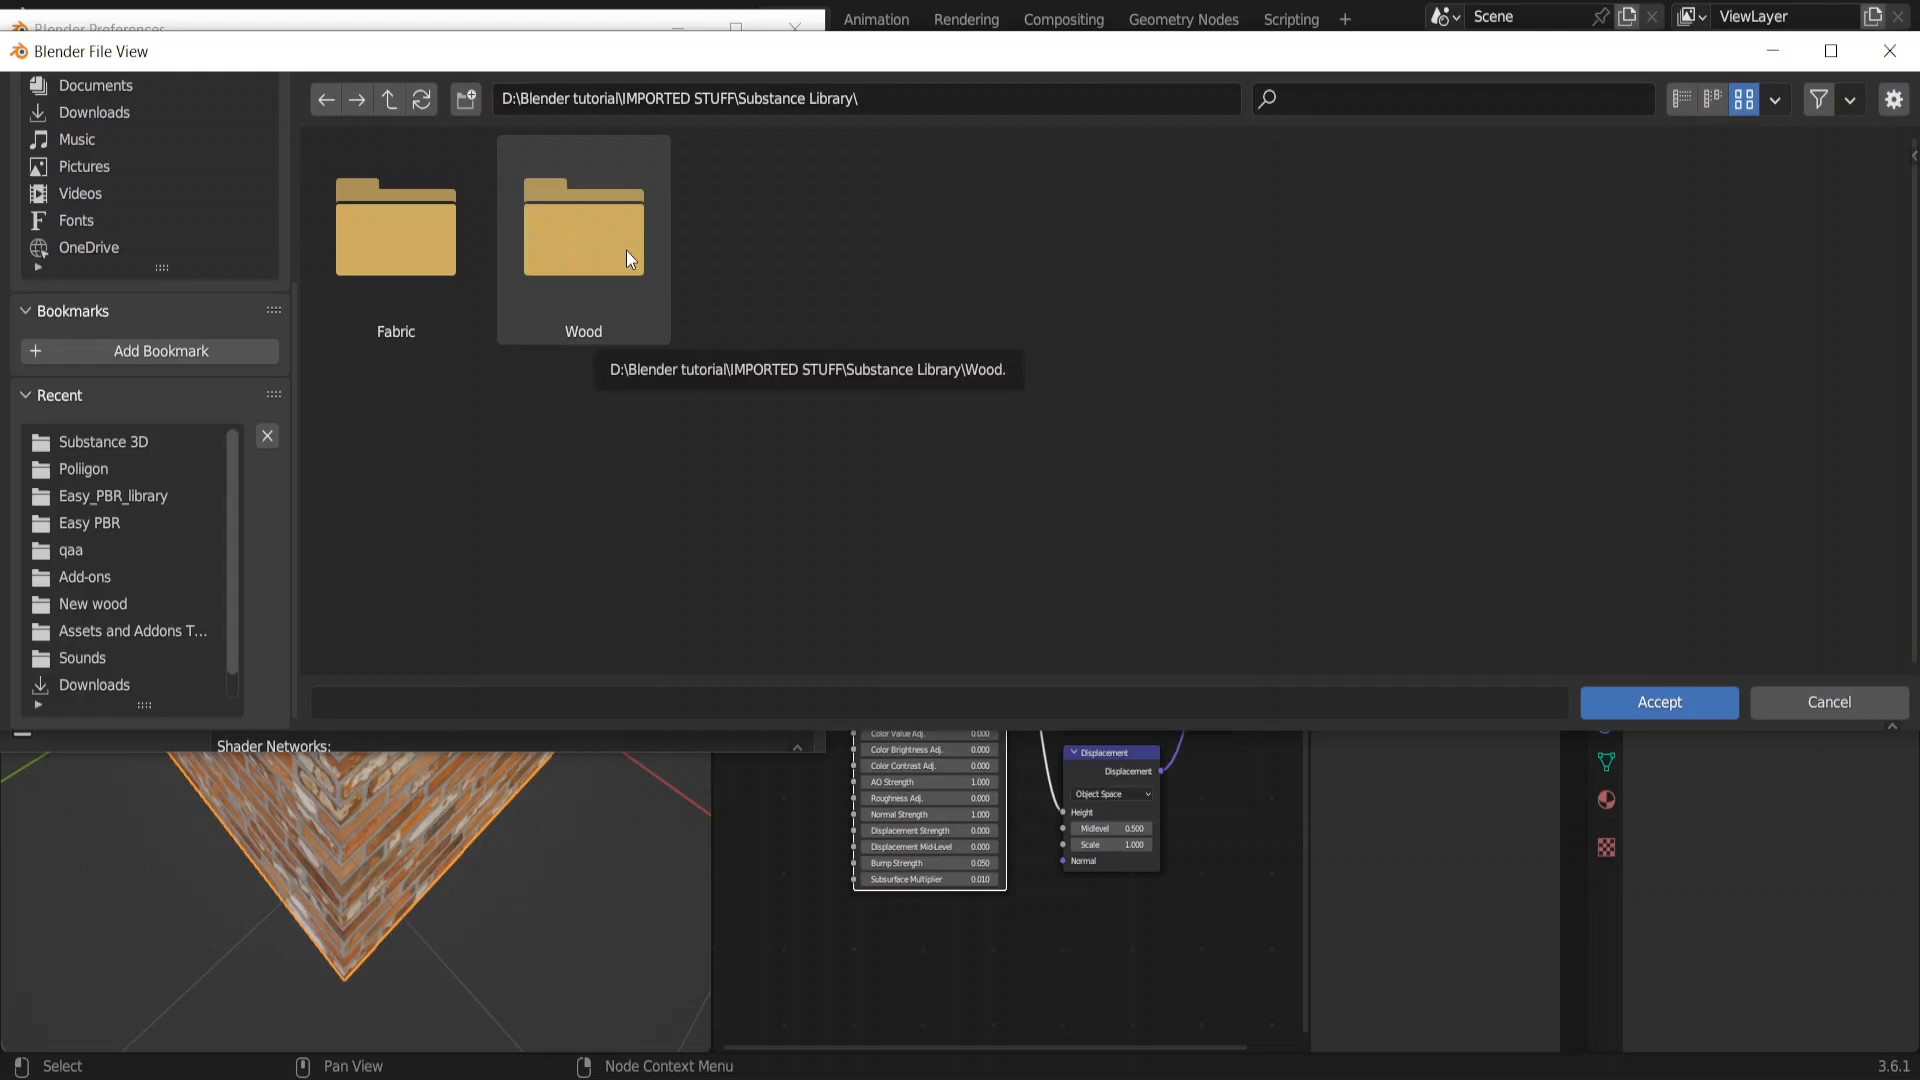 Blender Preferences
Animation
Rendering
Compositing
Geometry Nodes
Scripting
Scene
ViewLayer
Blender File View
Documents
Downloads
Music
Pictures
Videos
Fonts
OneDrive
D:\Blender tutorial\IMPORTED STUFF\Substance Library\
Fabric
Wood
D:\Blender tutorial\IMPORTED STUFF\Substance Library\Wood.
Bookmarks
Add Bookmark
Recent
Substance 3D
Poliigon
Easy_PBR_library
Easy PBR
qaa
Add-ons
New wood
Assets and Addons T...
Sounds
Downloads
Accept
Cancel
Shader Networks:
Color Value Adj. 0.000
Color Brightness Adj. 0.000
Color Contrast Adj. 0.000
AO Strength 1.000
Roughness Adj. 0.000
Normal Strength 1.000
Displacement Strength 0.000
Displacement Mid-Level 0.000
Bump Strength 0.050
Subsurface Multiplier 0.010
Displacement
Displacement
Object Space
Height
Midlevel 0.500
Scale 1.000
Normal
Select
Pan View
Node Context Menu
3.6.1